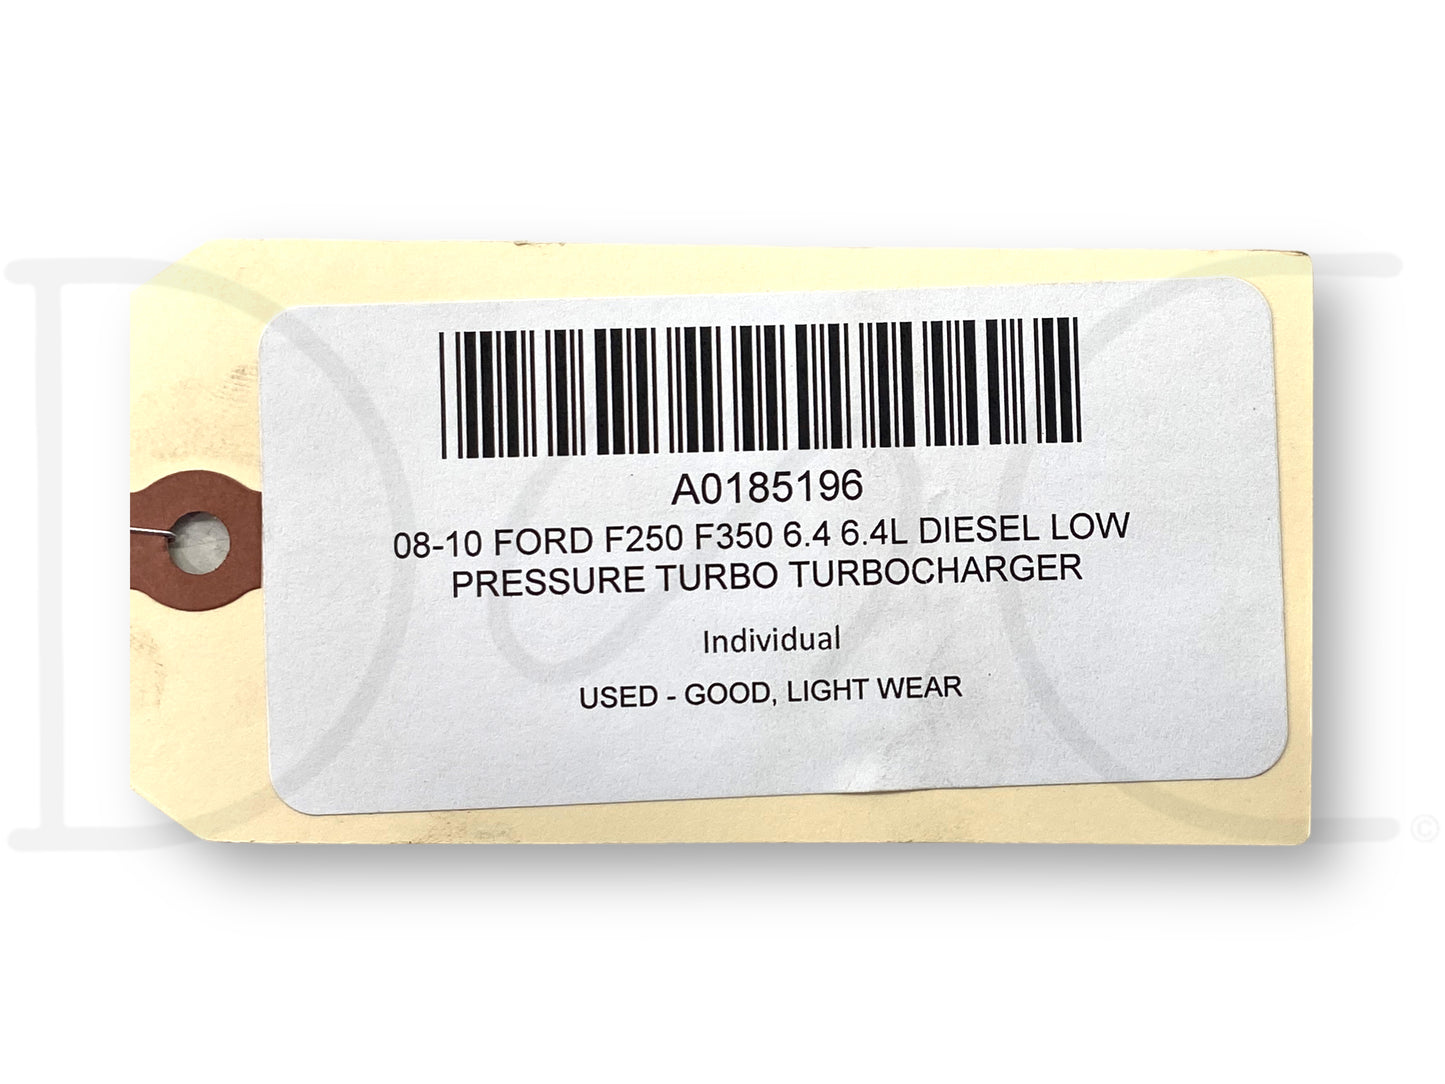 A0185196
08-10 FORD F250 F350 6.4 6.4L DIESEL LOW
PRESSURE TURBO TURBOCHARGER
Individual
USED - GOOD, LIGHT WEAR
©